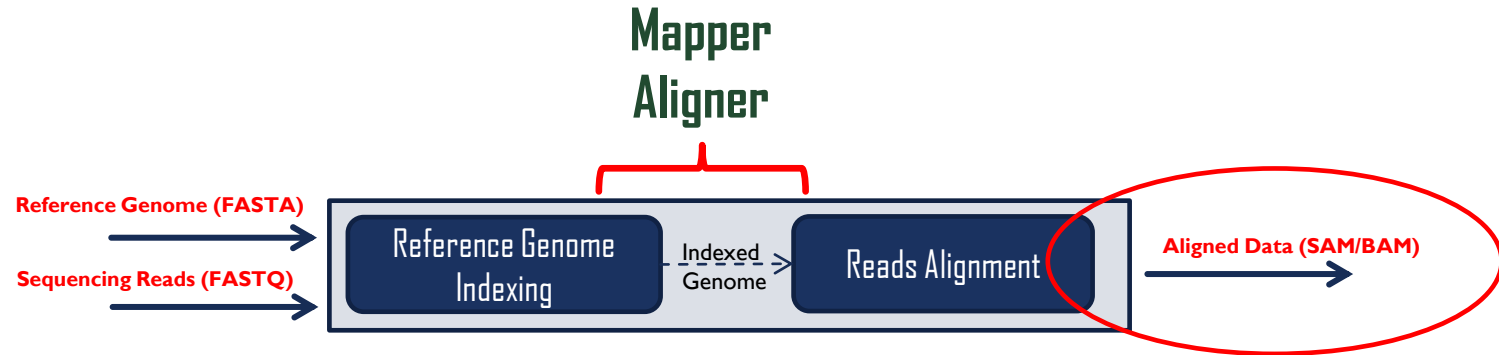 Mapper
Aligner
Reference Genome (FASTA)
Sequencing Reads (FASTQ)
Reference Genome
Indexing
Indexed
Genome
Reads Alignment
Aligned Data (SAM/BAM)